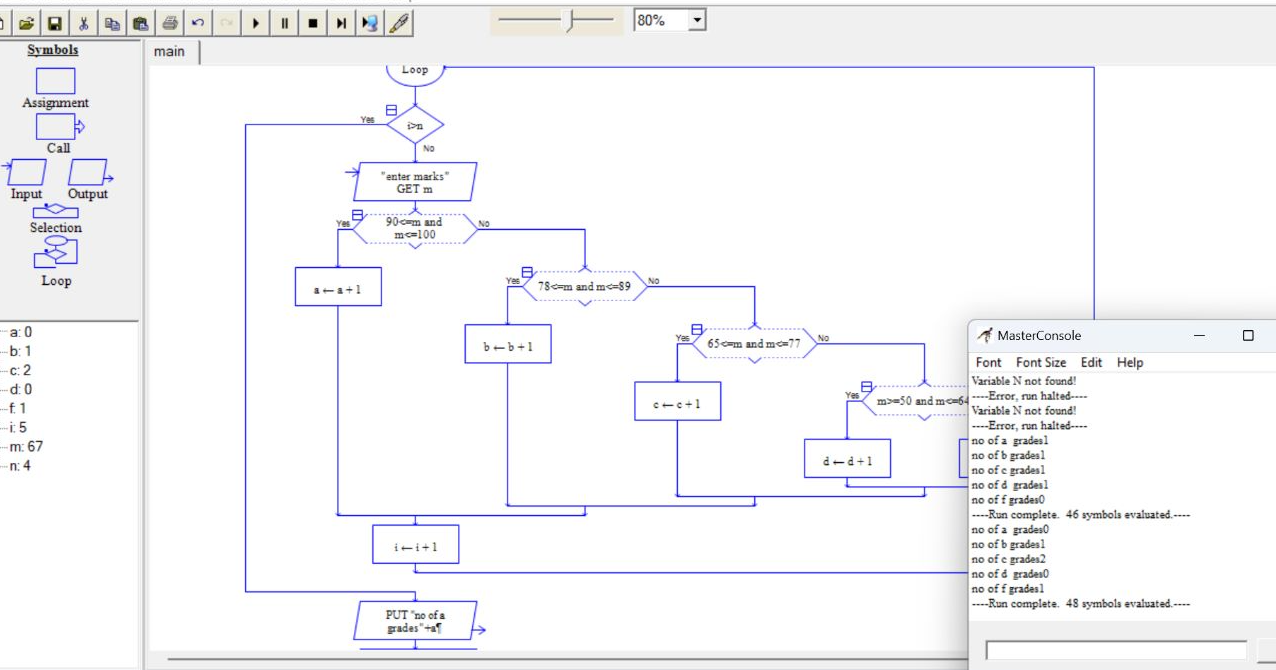 80%
Symbols
main
Assignment
Call
Input
Output
Selection
Loop
a: 0
b: 1
c: 2
d: 0
f: 1
i: 5
m: 67
n: 4
Loop
Yes
i>n
No
"enter marks"
GET m
Yes
90<=m and
m<=100
No
a ← a + 1
Yes
78<=m and m<=89
No
b ← b + 1
Yes
65<=m and m<=77
No
c ← c + 1
Yes
m>=50 and m<=64
d ← d + 1
i ← i + 1
PUT "no of a
grades"+a¶
MasterConsole
Font Font Size Edit Help
Variable N not found!
----Error, run halted----
Variable N not found!
----Error, run halted----
no of a  grades1
no of b grades1
no of c grades1
no of d  grades1
no of f grades0
----Run complete.  46 symbols evaluated.----
no of a  grades0
no of b grades1
no of c grades2
no of d  grades0
no of f grades1
----Run complete.  48 symbols evaluated.----